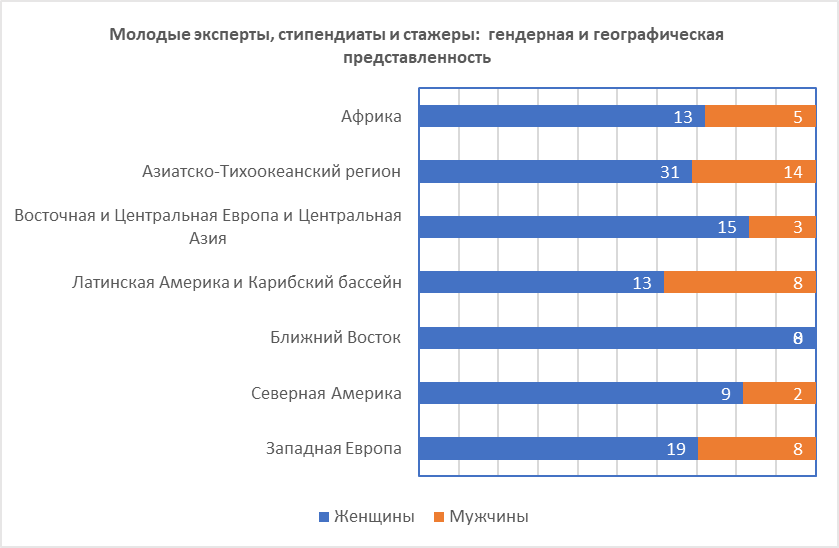 Молодые эксперты, стипендиаты и стажеры: гендерная и географическая
представленность
Африка
13 5
Азиатско-Тихоокеанский регион
31 14
Восточная и Центральная Европа и Центральная
Азия
15 3
Латинская Америка и Карибский бассейн
13 8
Ближний Восток
Северная Америка
9 2
Западная Европа
19 8
Женщины Мужчины